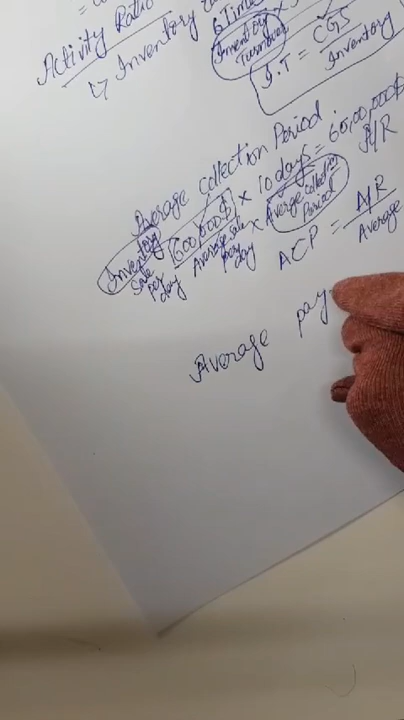 Activity Ratio
↳ Inventory
6 Time
Inventory
Turnover
I.T = CGS
Inventory
Average Collection Period.
600,000$ × 10 days = 60,00,000$
A/R
Inventory
Sale
Per
day
Average sale
per
day
× Average Collection
Period
ACP = A/R
Average
Average pay